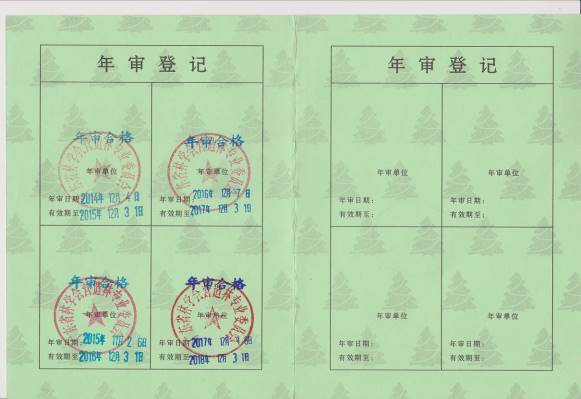 年审登记
年审合格
年审单位
年审日期：2014年 12月 4日
有效期至：2015年 12月 31日
年审合格
年审单位
年审日期：2016年 12月 7日
有效期至：2017年 12月 31日
年审合格
年审单位
年审日期：2015年 11月 26日
有效期至：2016年 12月 31日
年审合格
年审单位
年审日期：2017年 12月
有效期至：2018年 12月 31日
年审登记
年审单位
年审日期：
有效期至：
年审单位
年审日期：
有效期至：
年审单位
年审日期：
有效期至：
年审单位
年审日期：
有效期至：